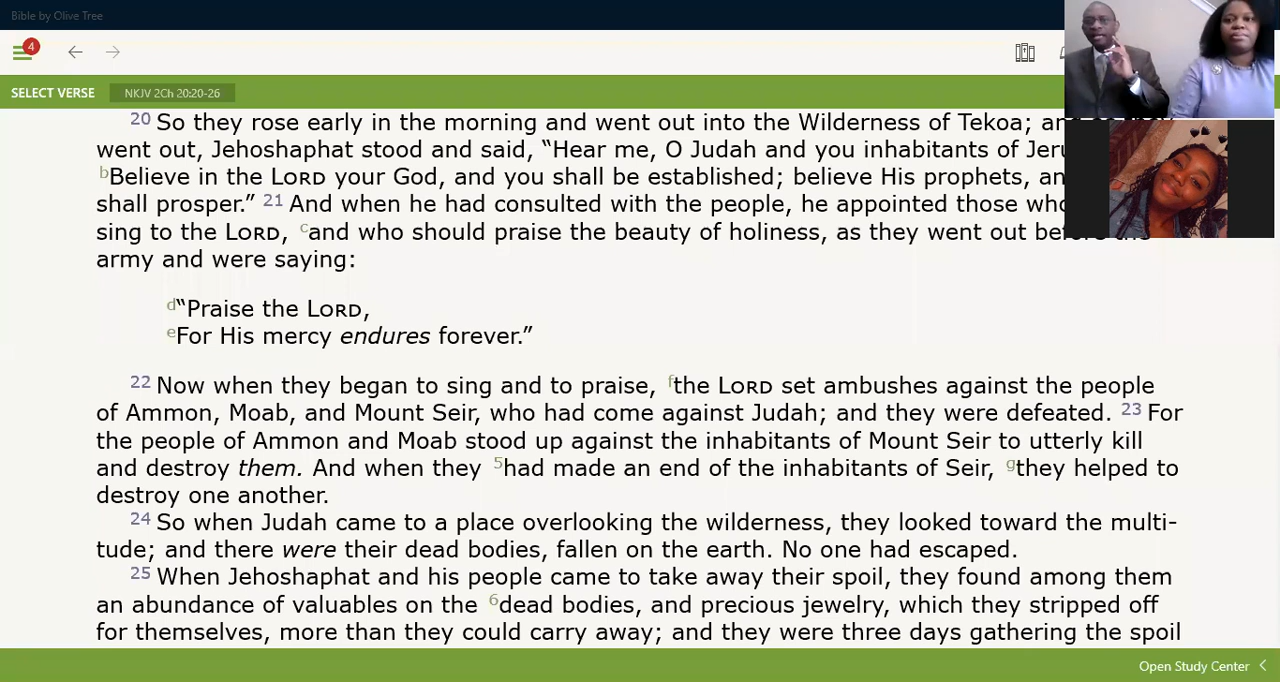 Bible by Olive Tree
4
SELECT VERSE NKJV 2Ch 20:20-26
20 So they rose early in the morning and went out into the Wilderness of Tekoa; and
went out, Jehoshaphat stood and said, “Hear me, O Judah and you inhabitants of
bBelieve in the LORD your God, and you shall be established; believe His prophets,
shall prosper.” 21 And when he had consulted with the people, he appointed those
sing to the LORD, cand who should praise the beauty of holiness, as they went out before the
army and were saying:
d“Praise the LORD,
eFor His mercy endures forever.”
22 Now when they began to sing and to praise, fthe LORD set ambushes against the people
of Ammon, Moab, and Mount Seir, who had come against Judah; and they were defeated. 23 For
the people of Ammon and Moab stood up against the inhabitants of Mount Seir to utterly kill
and destroy them. And when they 5had made an end of the inhabitants of Seir, gthey helped to
destroy one another.
24 So when Judah came to a place overlooking the wilderness, they looked toward the multi-
tude; and there were their dead bodies, fallen on the earth. No one had escaped.
25 When Jehoshaphat and his people came to take away their spoil, they found among them
an abundance of valuables on the 6dead bodies, and precious jewelry, which they stripped off
for themselves, more than they could carry away; and they were three days gathering the spoil
Open Study Center